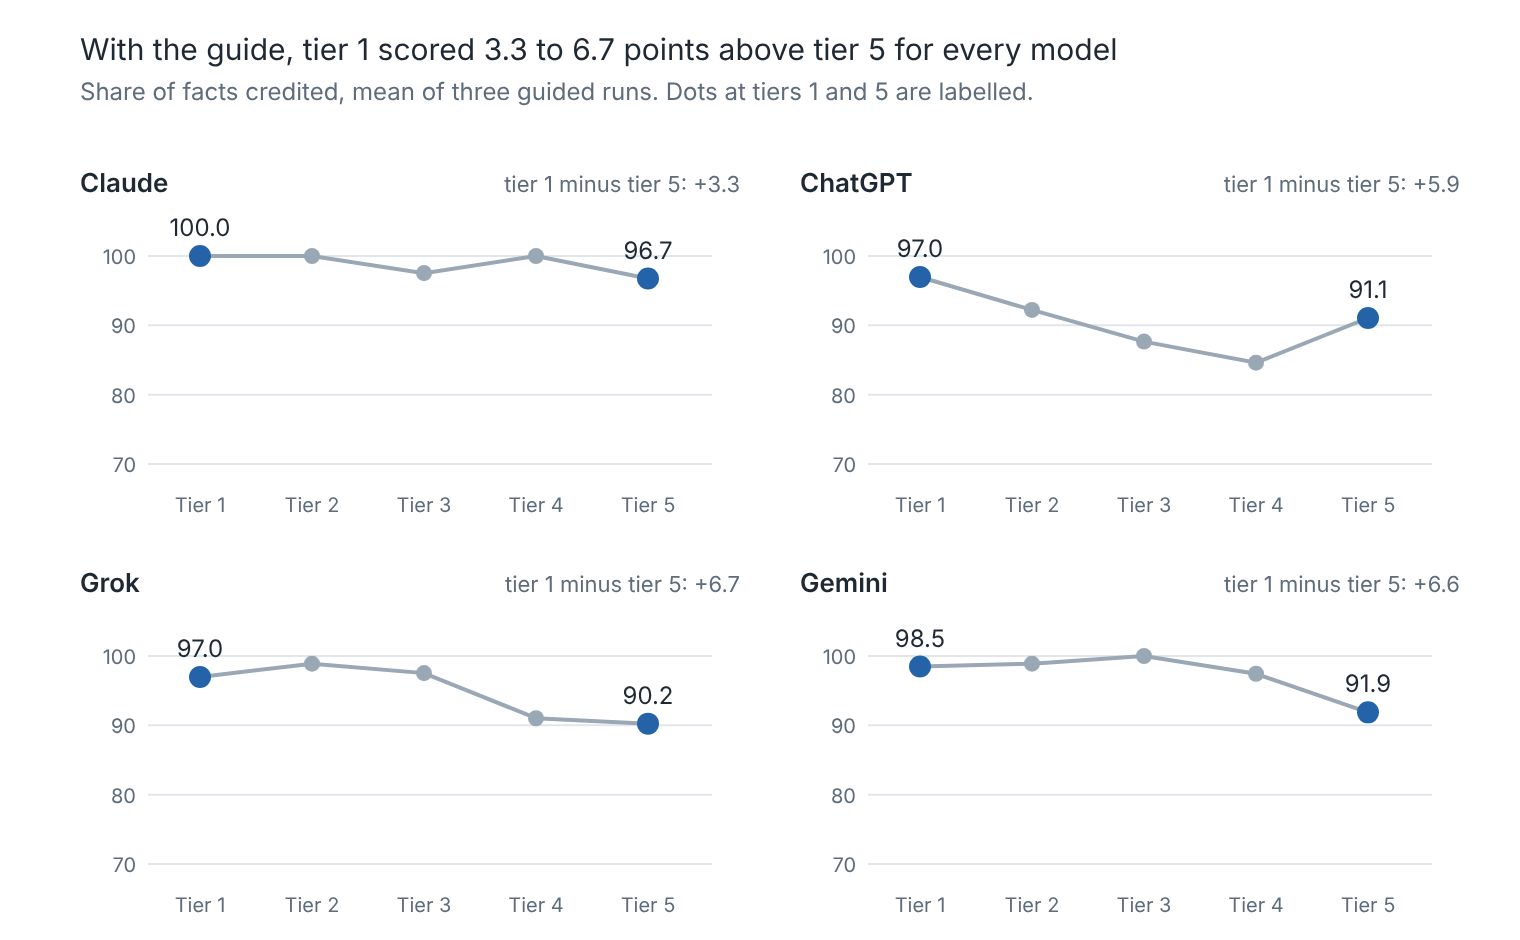 With the guide, tier 1 scored 3.3 to 6.7 points above tier 5 for every model
Share of facts credited, mean of three guided runs. Dots at tiers 1 and 5 are labelled.
Claude
tier 1 minus tier 5: +3.3
100.0
96.7
100
90
80
70
Tier 1
Tier 2
Tier 3
Tier 4
Tier 5
ChatGPT
tier 1 minus tier 5: +5.9
97.0
91.1
100
90
80
70
Tier 1
Tier 2
Tier 3
Tier 4
Tier 5
Grok
tier 1 minus tier 5: +6.7
97.0
90.2
100
90
80
70
Tier 1
Tier 2
Tier 3
Tier 4
Tier 5
Gemini
tier 1 minus tier 5: +6.6
98.5
91.9
100
90
80
70
Tier 1
Tier 2
Tier 3
Tier 4
Tier 5